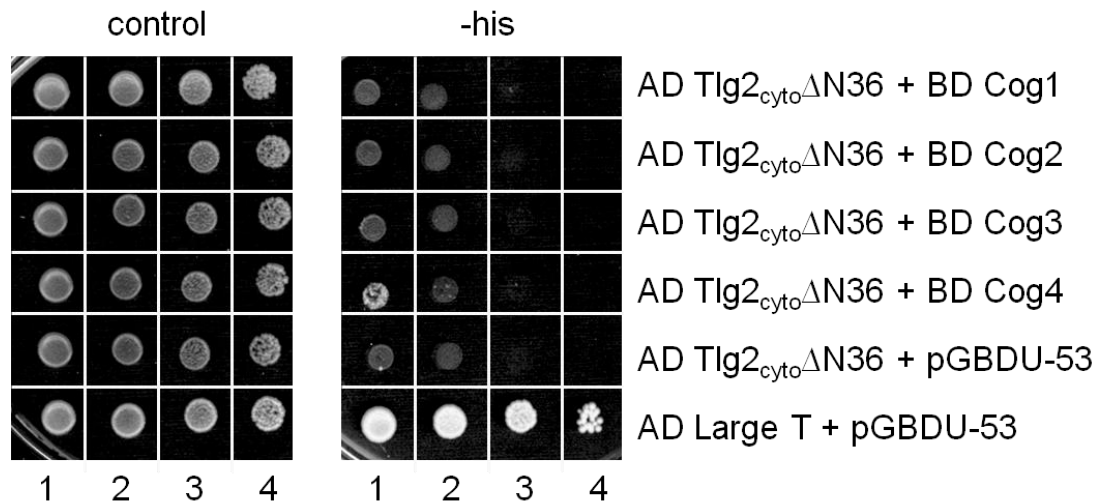 control -his
AD Tlg2cytoΔN36 + BD Cog1
AD Tlg2cytoΔN36 + BD Cog2
AD Tlg2cytoΔN36 + BD Cog3
AD Tlg2cytoΔN36 + BD Cog4
AD Tlg2cytoΔN36 + pGBDU-53
AD Large T + pGBDU-53
1 2 3 4 1 2 3 4